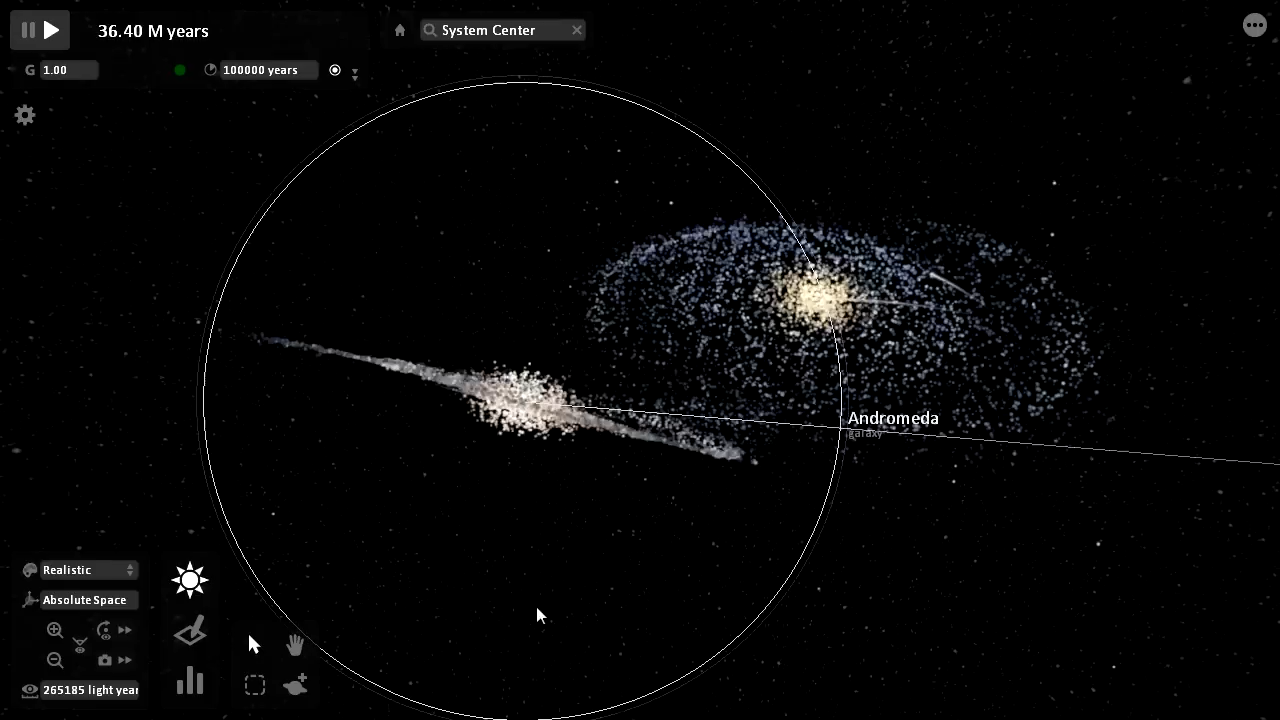 36.40 M years
System Center
G 1.00
100000 years
Andromeda
galaxy
Realistic
Absolute Space
265185 light year